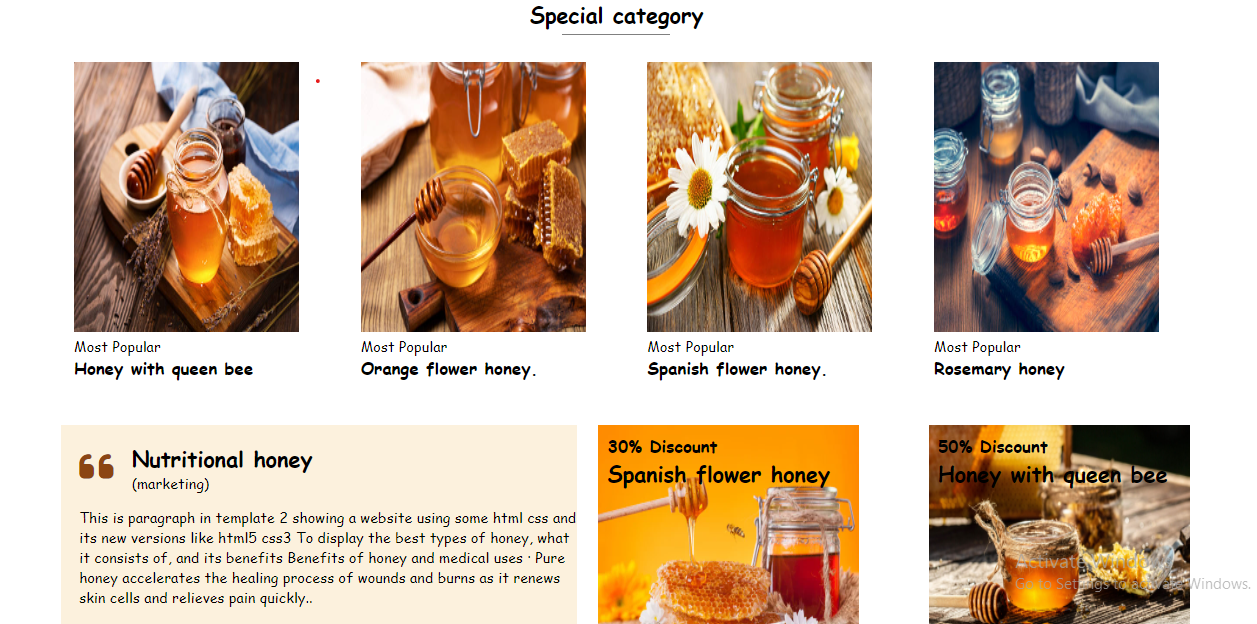 Special category
Most Popular
Honey with queen bee
Most Popular
Orange flower honey.
Most Popular
Spanish flower honey.
Most Popular
Rosemary honey
Nutritional honey
(marketing)
This is paragraph in template 2 showing a website using some html css and
its new versions like html5 css3 To display the best types of honey, what
it consists of, and its benefits Benefits of honey and medical uses · Pure
honey accelerates the healing process of wounds and burns as it renews
skin cells and relieves pain quickly..
30% Discount
Spanish flower honey
50% Discount
Honey with queen bee
Activate Windows
Go to Settings to activate Windows.